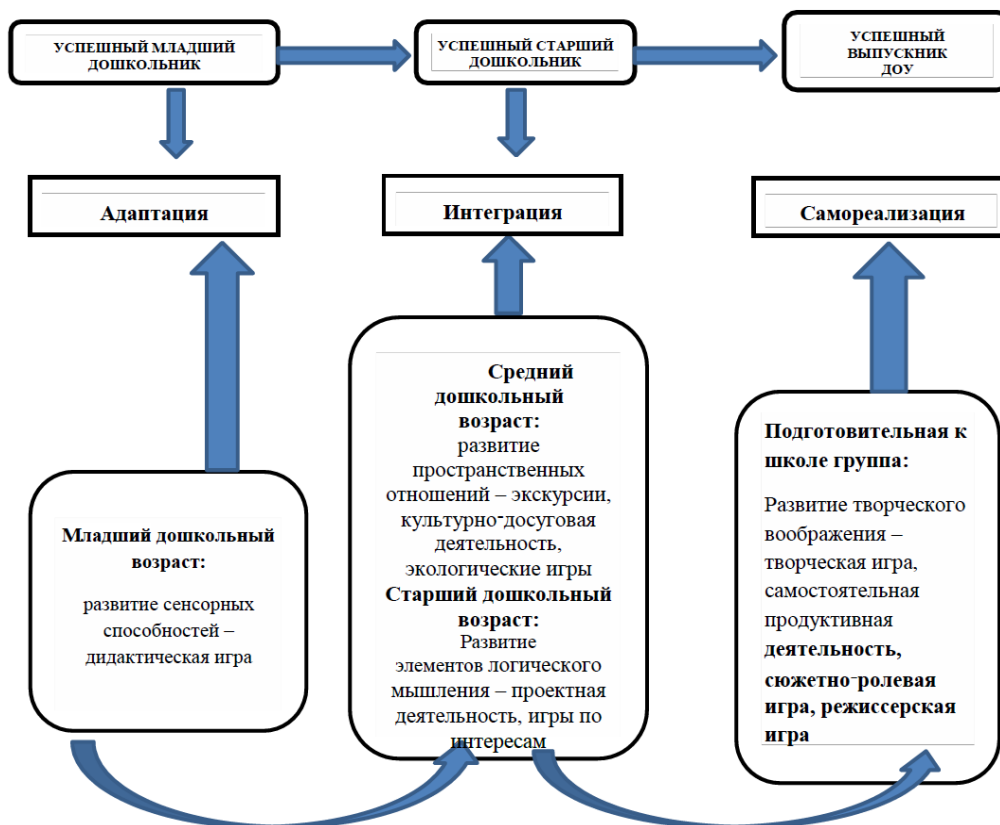 УСПЕШНЫЙ МЛАДШИЙ
ДОШКОЛЬНИК
УСПЕШНЫЙ СТАРШИЙ
ДОШКОЛЬНИК
УСПЕШНЫЙ
ВЫПУСКНИК
ДОУ
Адаптация
Интеграция
Самореализация
Младший дошкольный
возраст:
развитие сенсорных
способностей –
дидактическая игра
Средний
дошкольный
возраст:
развитие
пространственных
отношений – экскурсии,
культурно-досуговая
деятельность,
экологические игры
Старший дошкольный
возраст:
Развитие
элементов логического
мышления – проектная
деятельность, игры по
интересам
Подготовительная к
школе группа:
Развитие творческого
воображения –
творческая игра,
самостоятельная
продуктивная
деятельность,
сюжетно-ролевая
игра, режиссерская
игра